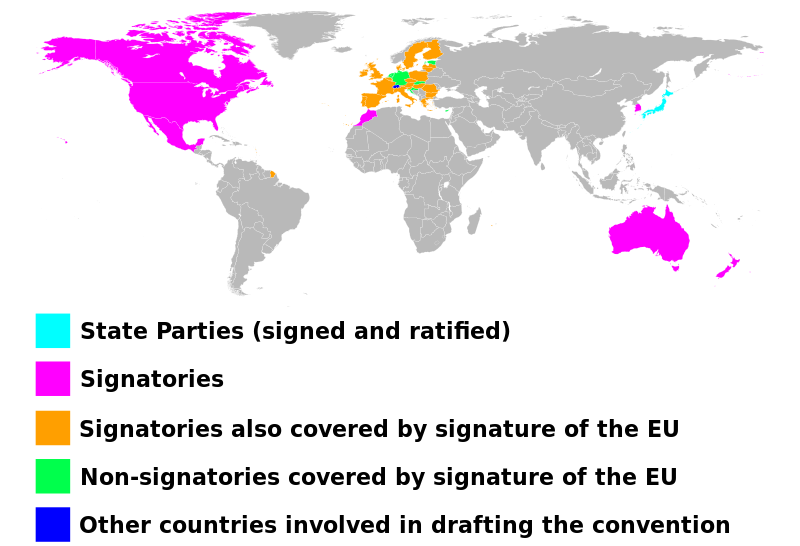 State Parties (signed and ratified)
Signatories
Signatories also covered by signature of the EU
Non-signatories covered by signature of the EU
Other countries involved in drafting the convention